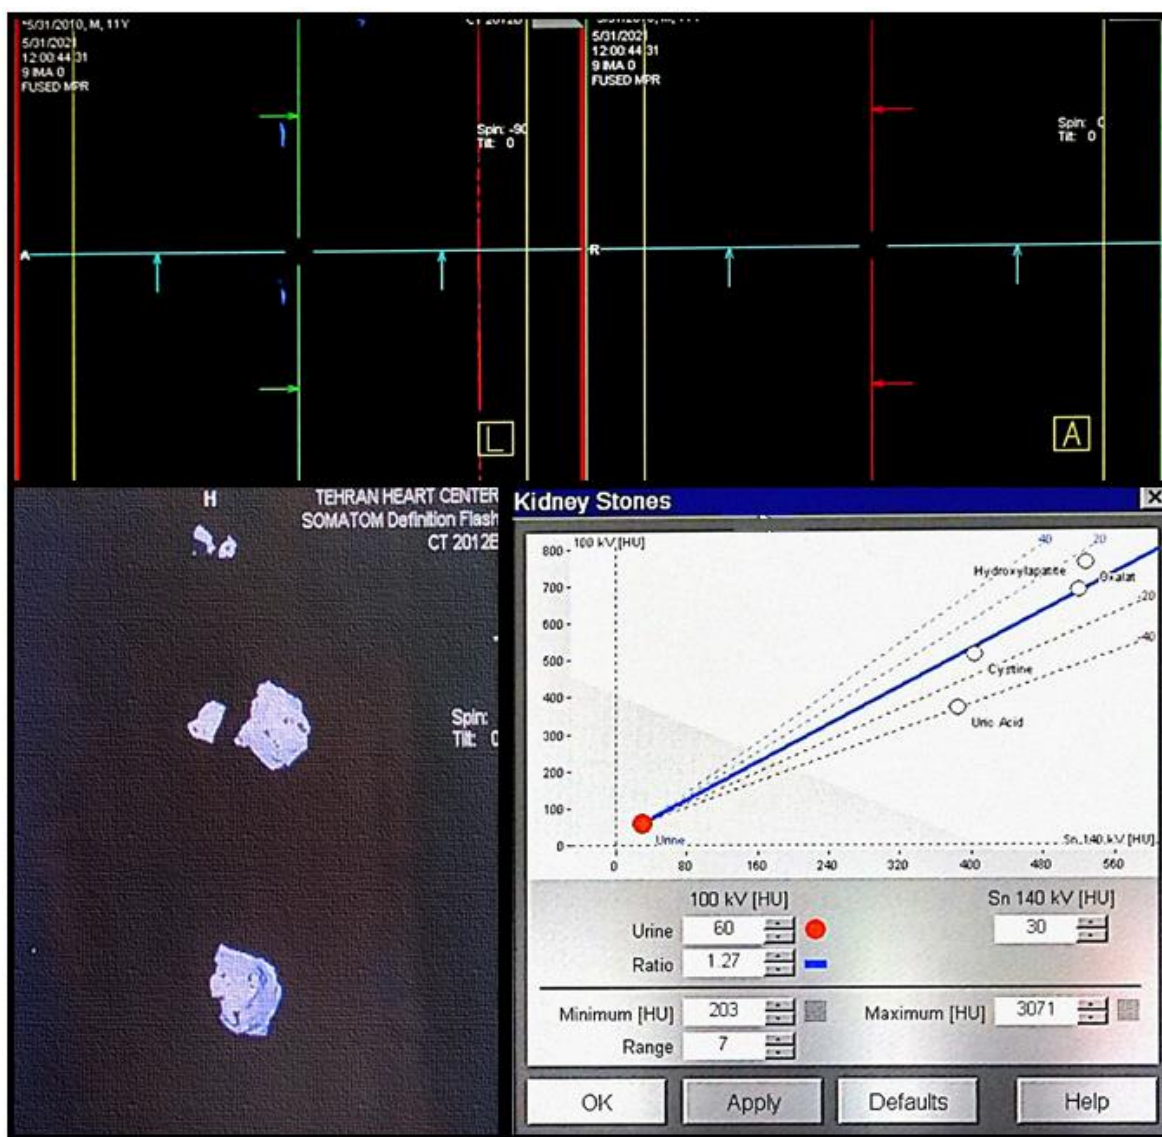 *5/31/2010, M, 11Y
5/31/2021
12:00:44.31
9 IMA 0
FUSED MPR
CT 2012B
Spin: -90
Tilt: 0
A
L
5/31/2021
12:00:44.31
9 IMA 0
FUSED MPR
Spin: 0
Tilt: 0
R
A
H
TEHRAN HEART CENTER
SOMATOM Definition Flash
CT 2012E
Spin:
Tilt: 0
Kidney Stones
100 kV [HU]
800
700
600
500
400
300
200
100
0
40
20
Hydroxylapatite
Oxalat
-20
-40
Cystine
Uric Acid
Urine
Sn 140 kV [HU]
0 80 160 240 320 400 480 560
100 kV [HU] Sn 140 kV [HU]
Urine 60 30
Ratio 1.27
Minimum [HU] 203 Maximum [HU] 3071
Range 7
OK Apply Defaults Help